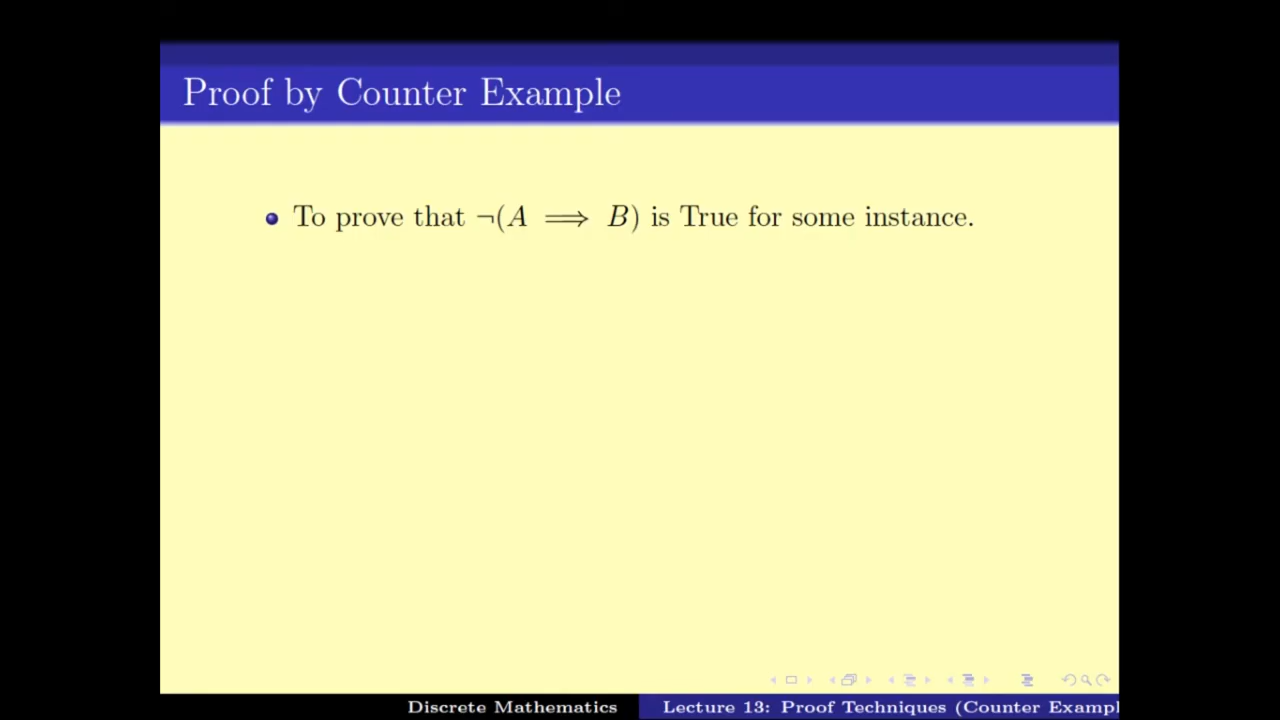 Proof by Counter Example
To prove that ¬(A ⟹ B) is True for some instance.
Discrete Mathematics
Lecture 13: Proof Techniques (Counter Exampl